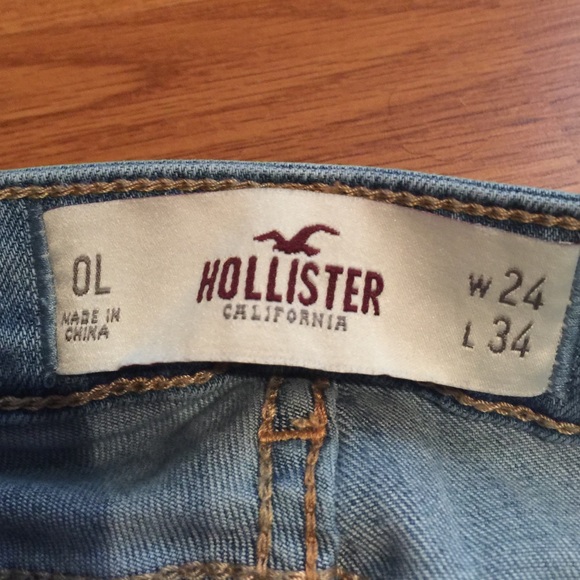 0L
MADE IN
CHINA
HOLLISTER
CALIFORNIA
W 24
L 34